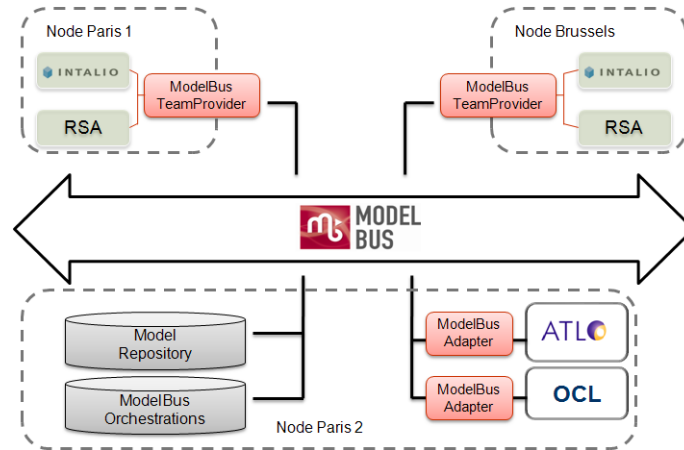 Node Paris 1
Node Brussels
INTALIO
ModelBus
TeamProvider
RSA
ModelBus
TeamProvider
INTALIO
RSA
mb MODEL
BUS
Model
Repository
ModelBus
Orchestrations
ModelBus
Adapter
ATL
ModelBus
Adapter
OCL
Node Paris 2